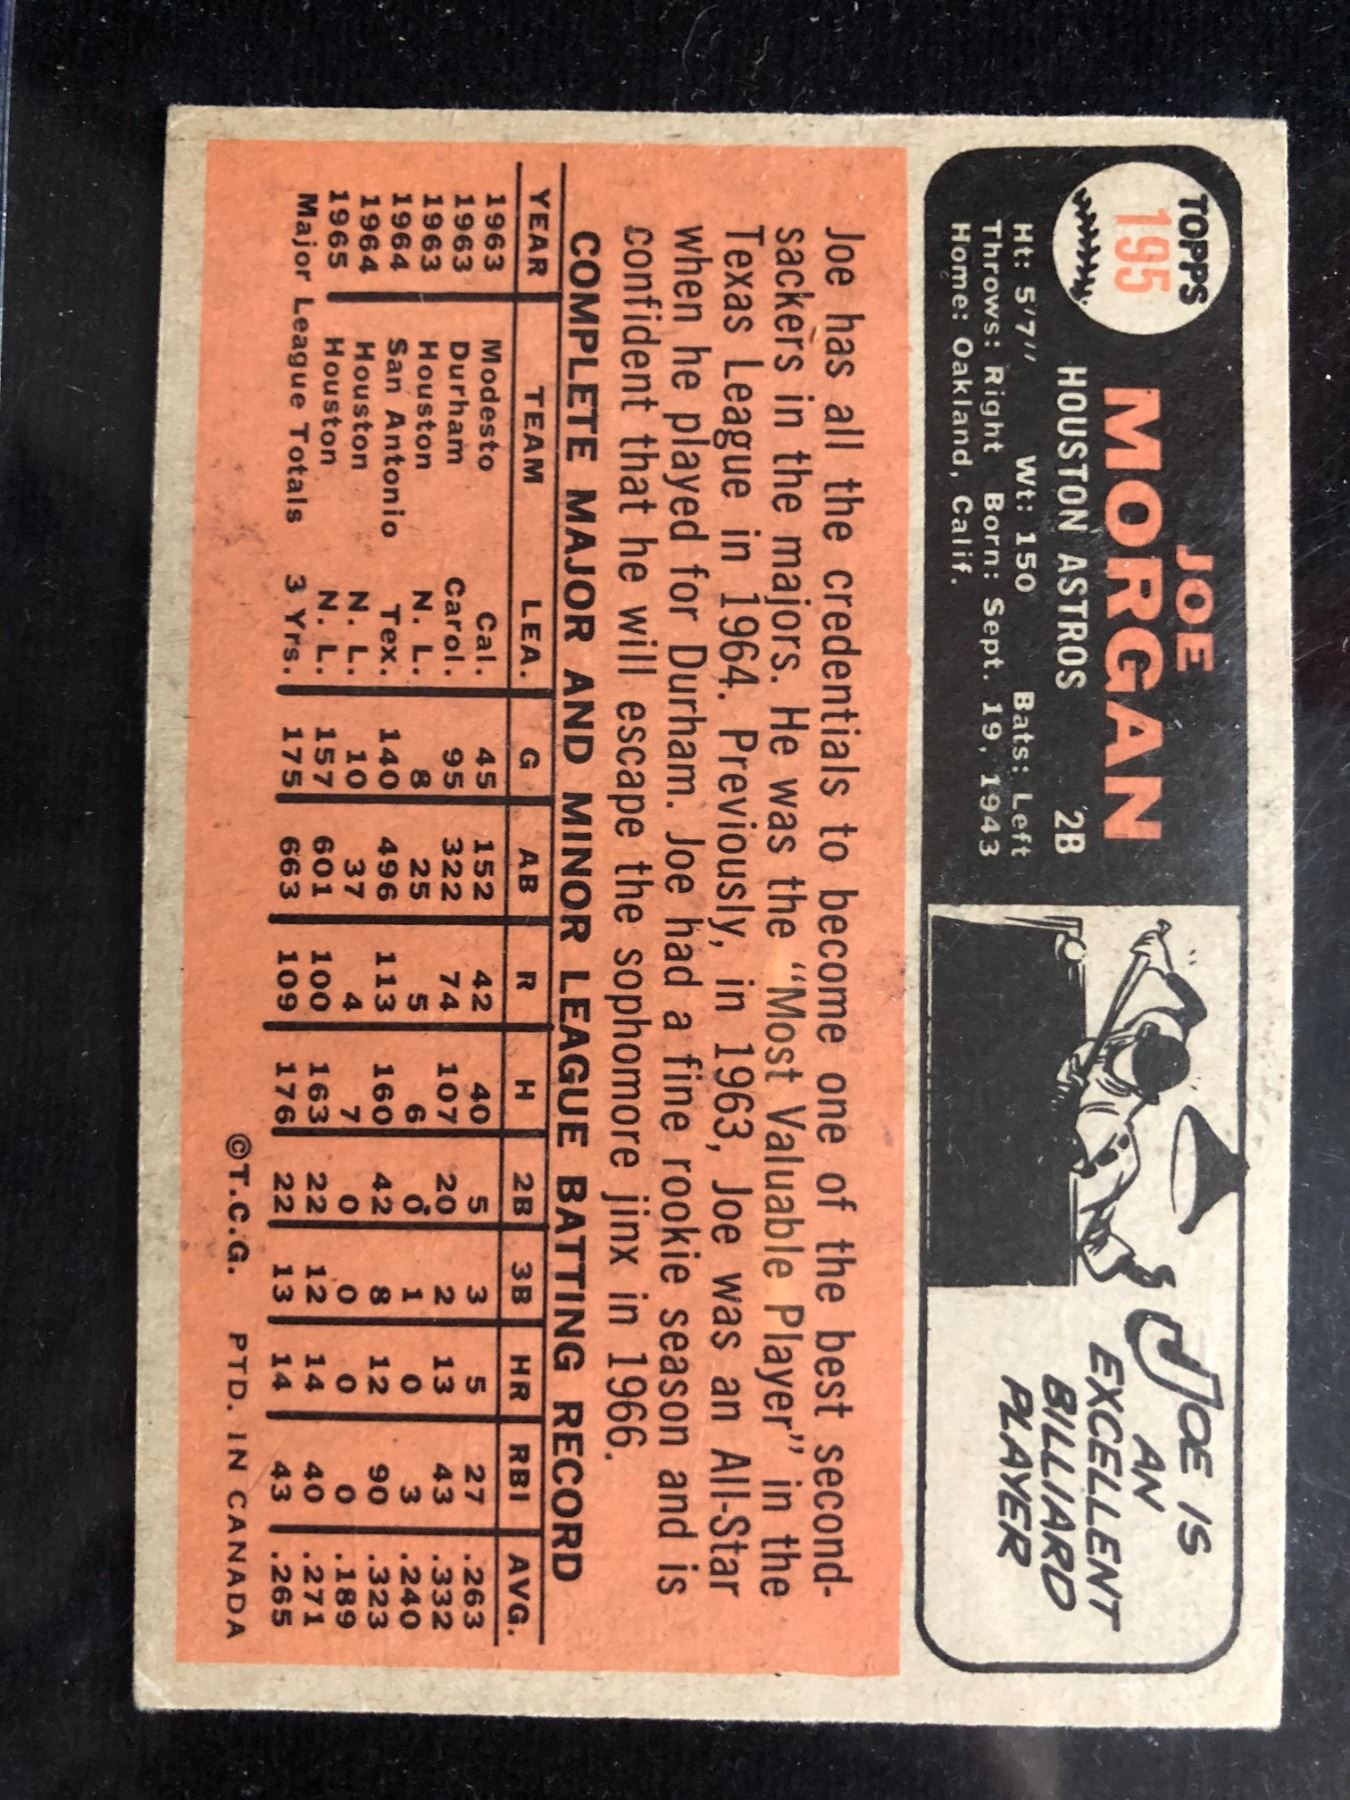 TOPPS
195
JOE
MORGAN
HOUSTON ASTROS 2B
Ht: 5'7" Wt: 150 Bats: Left
Throws: Right Born: Sept. 19, 1943
Home: Oakland, Calif.
JOE IS
AN
EXCELLENT
BILLIARD
PLAYER
Joe has all the credentials to become one of the best second-
sackers in the majors. He was the "Most Valuable Player" in the
Texas League in 1964. Previously, in 1963, Joe was an All-Star
when he played for Durham. Joe had a fine rookie season and is
confident that he will escape the sophomore jinx in 1966.
COMPLETE MAJOR AND MINOR LEAGUE BATTING RECORD
YEAR TEAM LEA. G AB R H 2B 3B HR RBI AVG.
1963 Modesto Cal. 45 152 42 40 5 3 5 27 .263
1963 Durham Carol. 95 322 74 107 20 2 13 43 .332
1963 Houston N. L. 8 25 5 6 0 1 0 3 .240
1964 San Antonio Tex. 140 496 113 160 42 8 12 90 .323
1964 Houston N. L. 10 37 4 7 0 0 0 0 .189
1965 Houston N. L. 157 601 100 163 22 12 14 40 .271
Major League Totals 3 Yrs. 175 663 109 176 22 13 14 43 .265
©T.C.G. PTD. IN CANADA